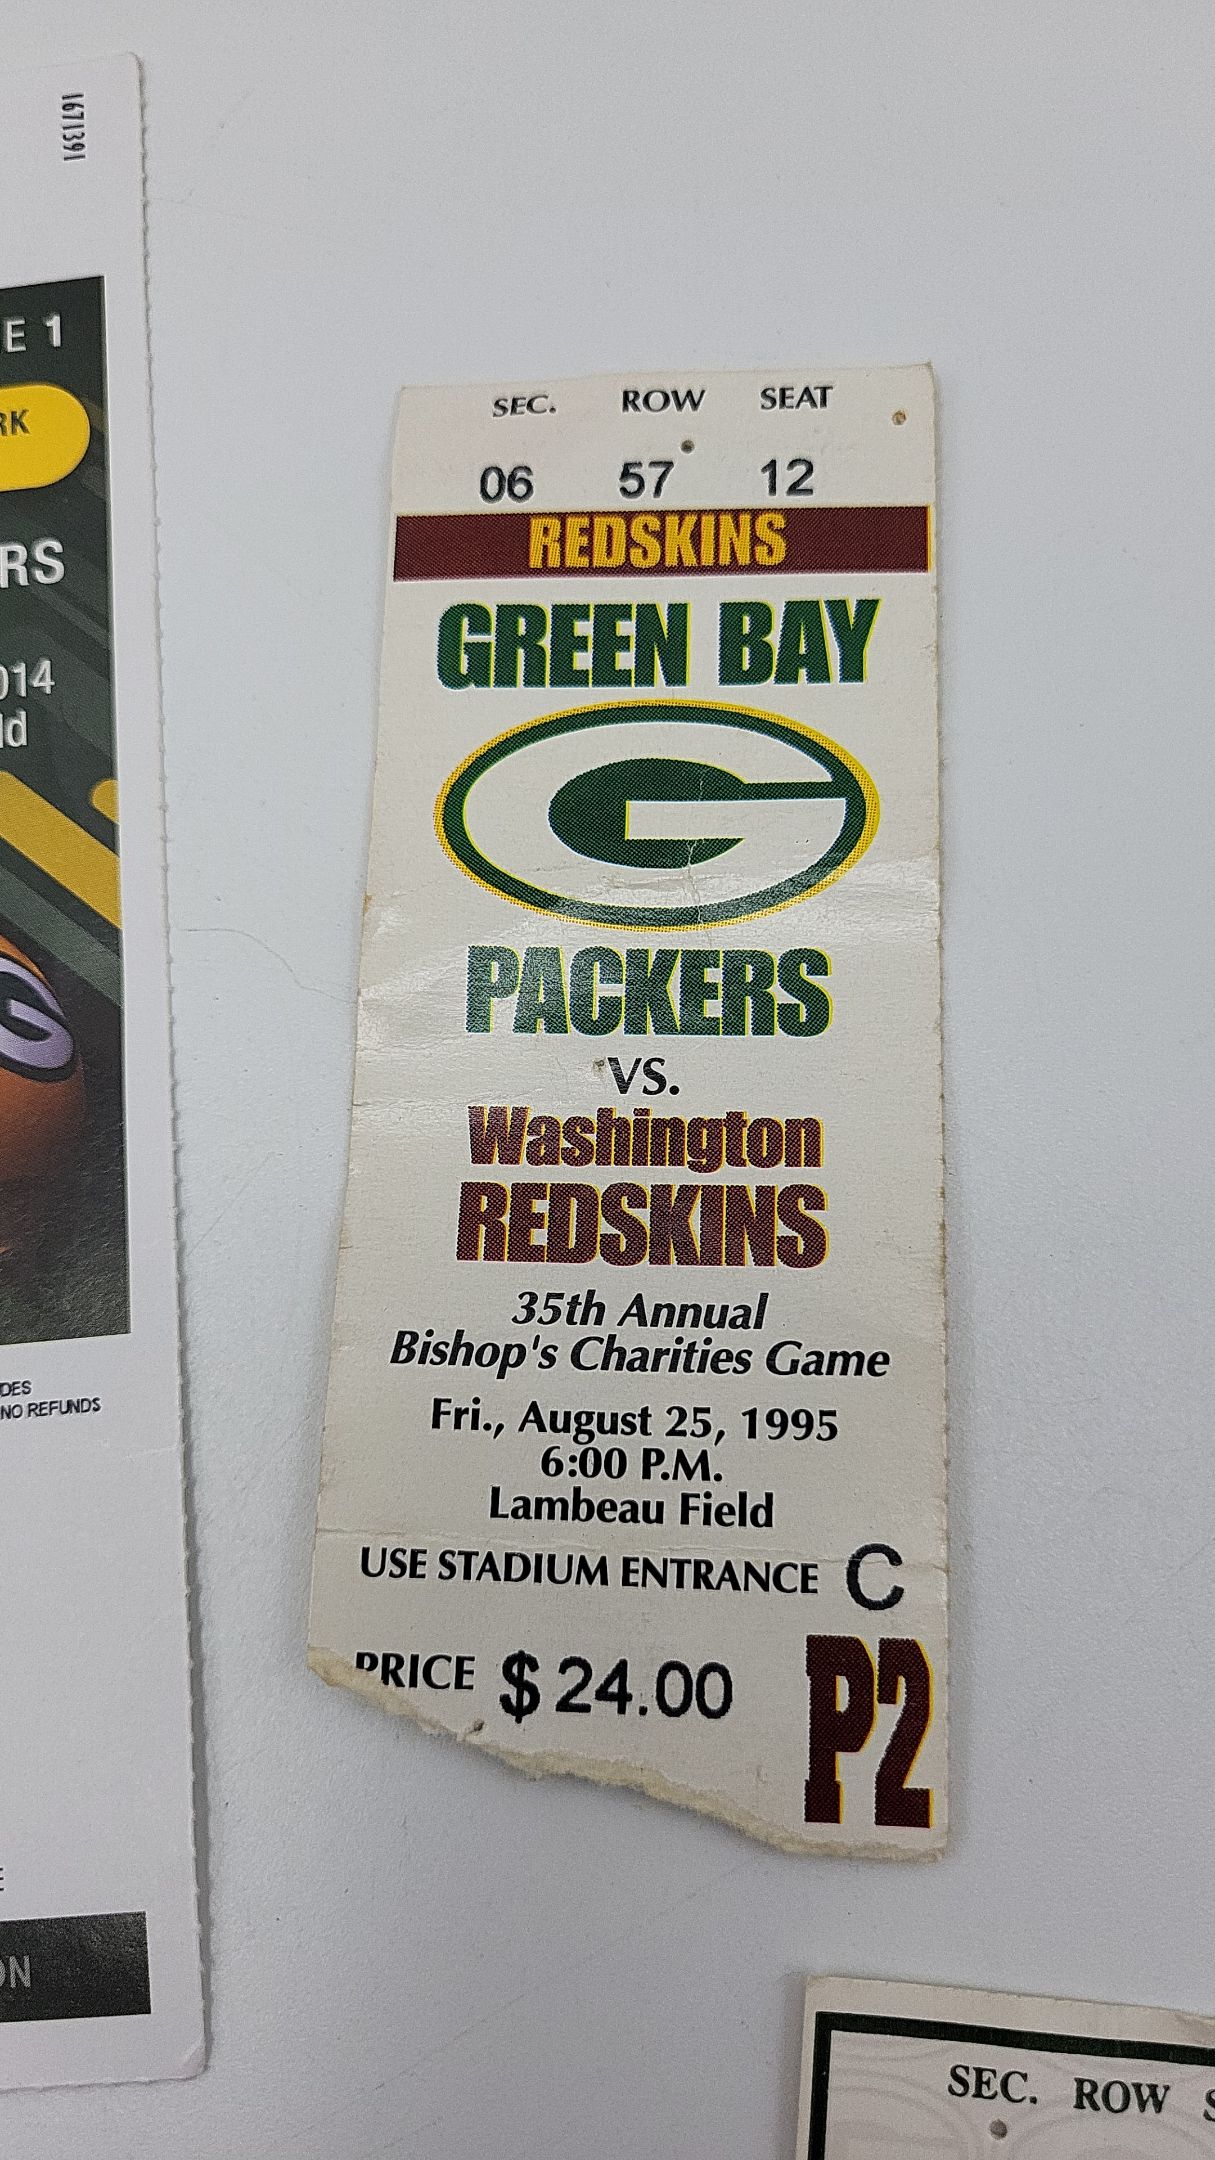 1671391
E 1
RK
RS
014
ld
DES
NO REFUNDS
E
ON
SEC. ROW SEAT
06 57 12
REDSKINS
GREEN BAY
G
PACKERS
VS.
Washington
REDSKINS
35th Annual
Bishop's Charities Game
Fri., August 25, 1995
6:00 P.M.
Lambeau Field
USE STADIUM ENTRANCE C
PRICE $24.00
P2
SEC. ROW S